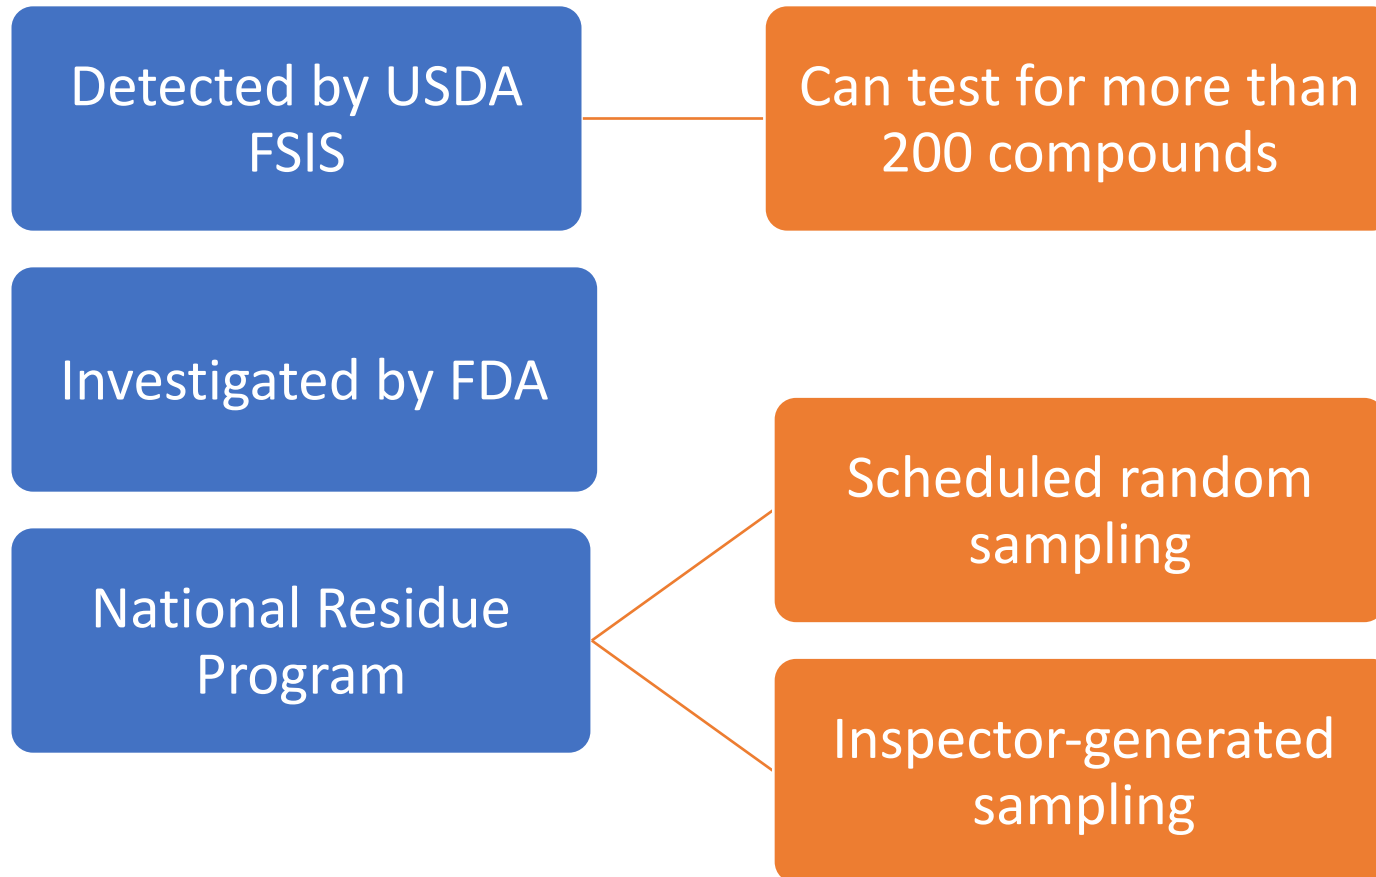 Detected by USDA
FSIS
Can test for more than
200 compounds
Investigated by FDA
National Residue
Program
Scheduled random
sampling
Inspector-generated
sampling